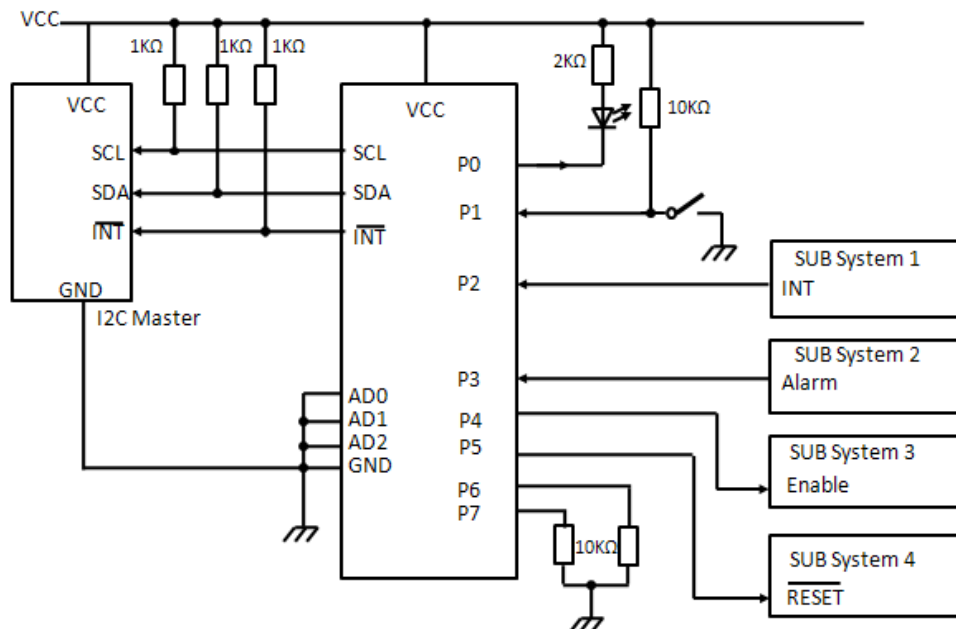 VCC
1KΩ 1KΩ 1KΩ
2KΩ
10KΩ
VCC
SCL
SDA
INT
GND
I2C Master
VCC
SCL
SDA
INT
AD0
AD1
AD2
GND
P0
P1
P2
P3
P4
P5
P6
P7
10KΩ
SUB System 1
INT
SUB System 2
Alarm
SUB System 3
Enable
SUB System 4
RESET